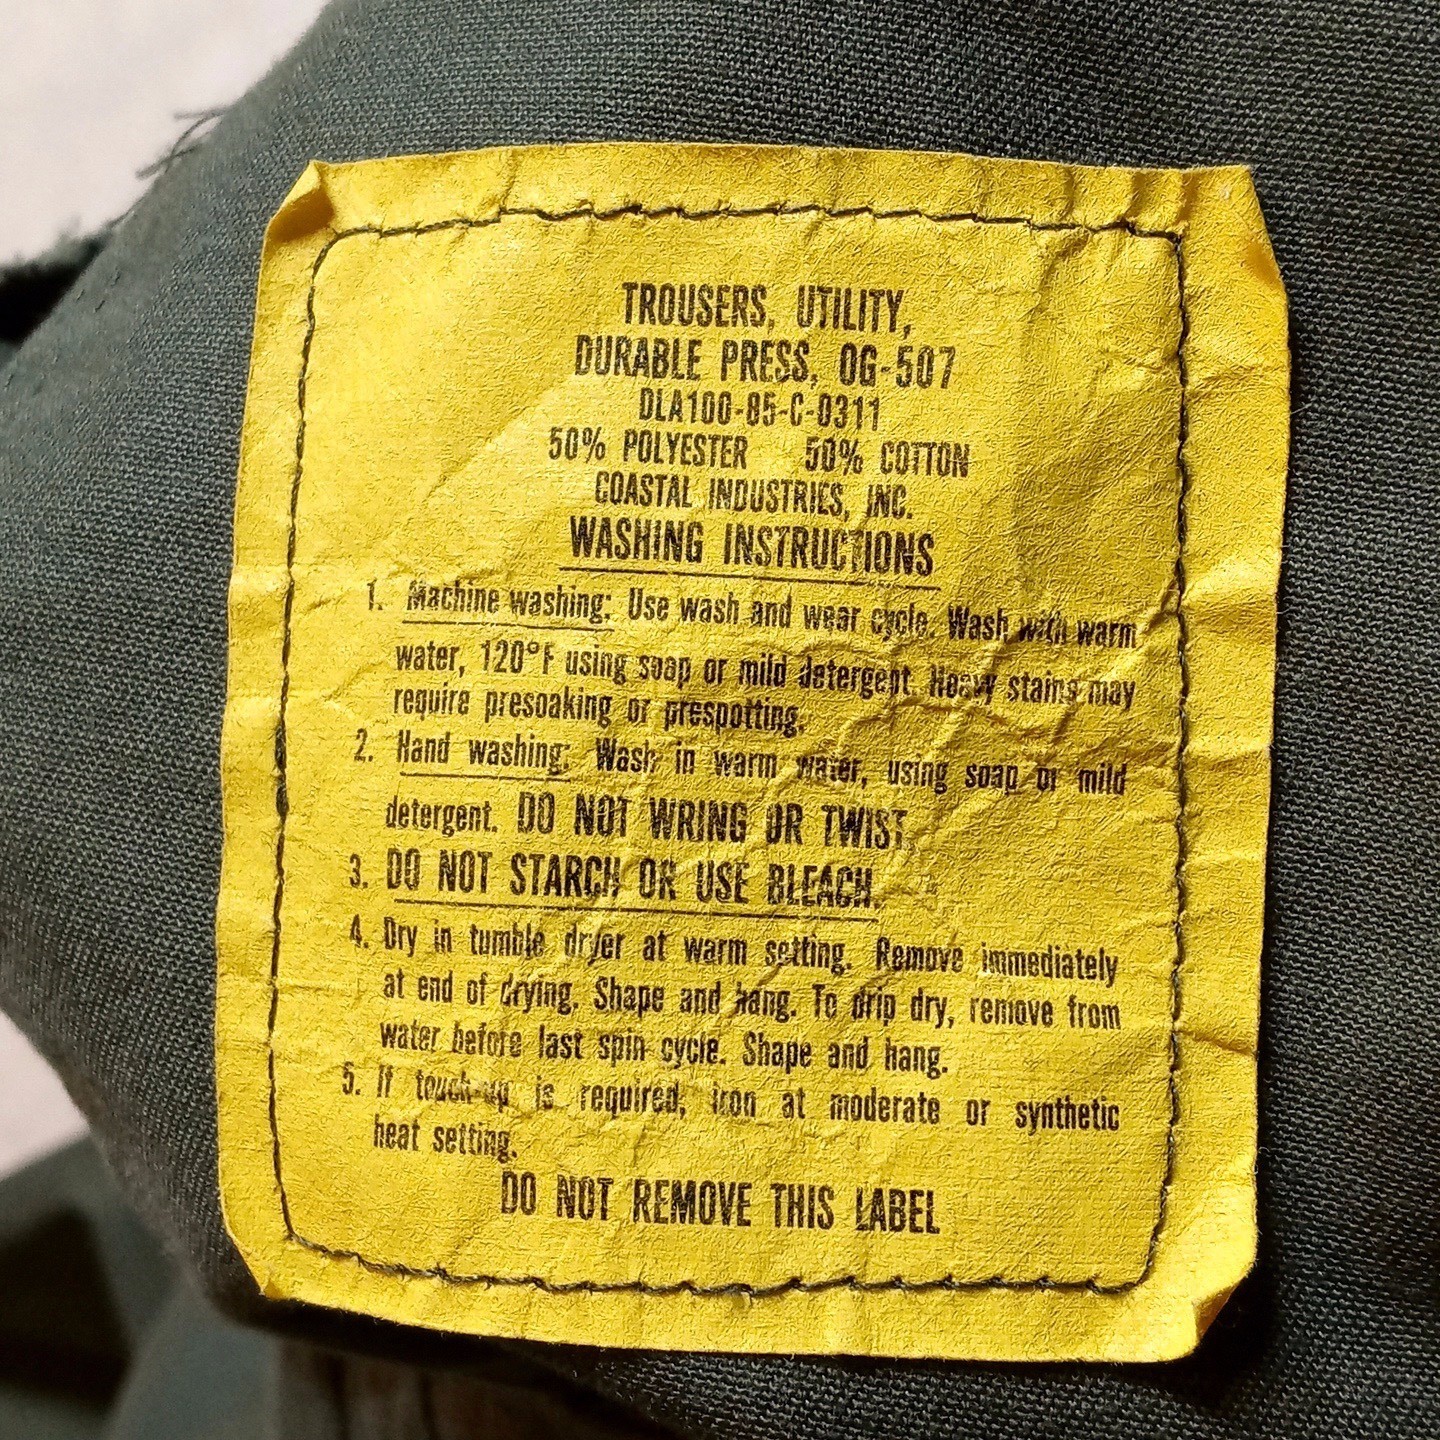 TROUSERS, UTILITY,
DURABLE PRESS, OG-507
DLA100-85-C-0311
50% POLYESTER 50% COTTON
COASTAL INDUSTRIES, INC.
WASHING INSTRUCTIONS
1. Machine washing: Use wash and wear cycle. Wash with warm
water, 120°F using soap or mild detergent. Heavy stains may
require presoaking or prespotting.
2. Hand washing: Wash in warm water, using soap or mild
detergent. DO NOT WRING OR TWIST.
3. DO NOT STARCH OR USE BLEACH.
4. Dry in tumble dryer at warm setting. Remove immediately
at end of drying. Shape and hang. To drip dry, remove from
water before last spin cycle. Shape and hang.
5. If touch-up is required, iron at moderate or synthetic
heat setting.
DO NOT REMOVE THIS LABEL